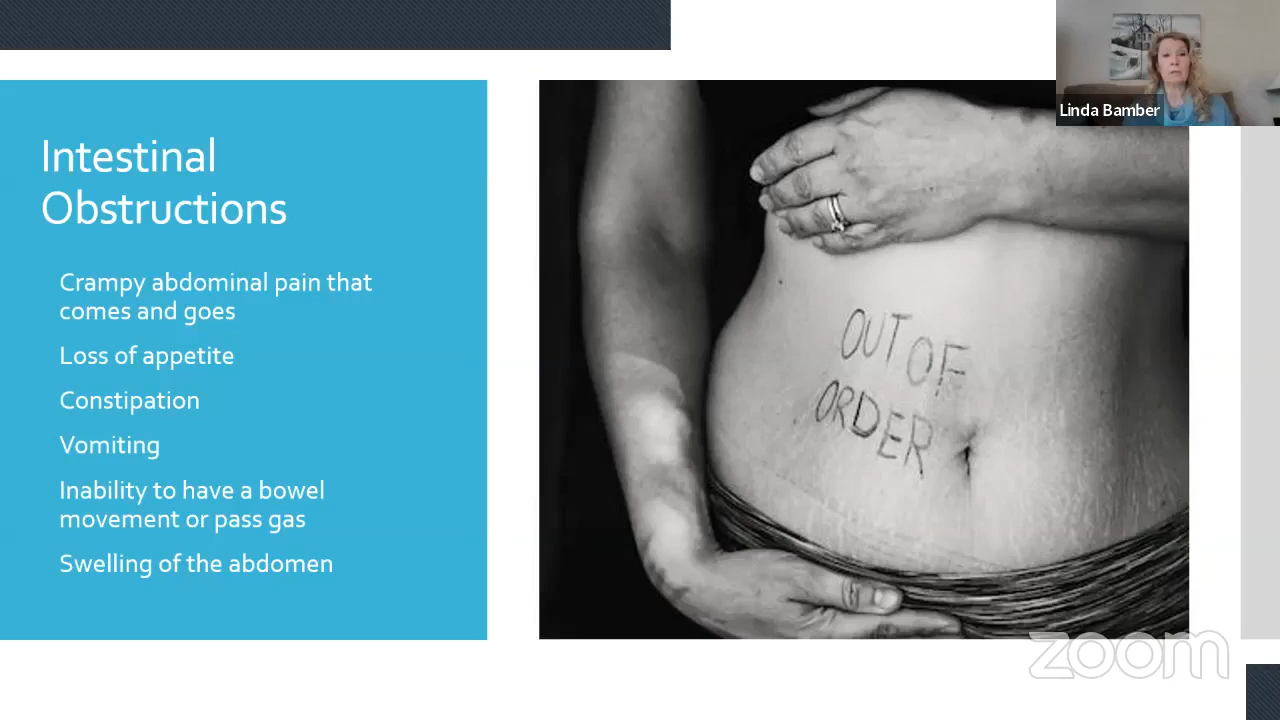 Linda Bamber
Intestinal
Obstructions
Crampy abdominal pain that
comes and goes
Loss of appetite
Constipation
Vomiting
Inability to have a bowel
movement or pass gas
Swelling of the abdomen
OUT OF
ORDER
zoom